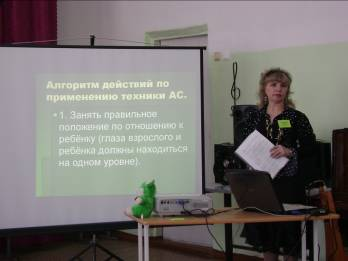 Алгоритм действий по
применению техники АС.
• 1. Занять правильное
положение по отношению к
ребёнку (глаза взрослого и
ребёнка должны находиться
на одном уровне).